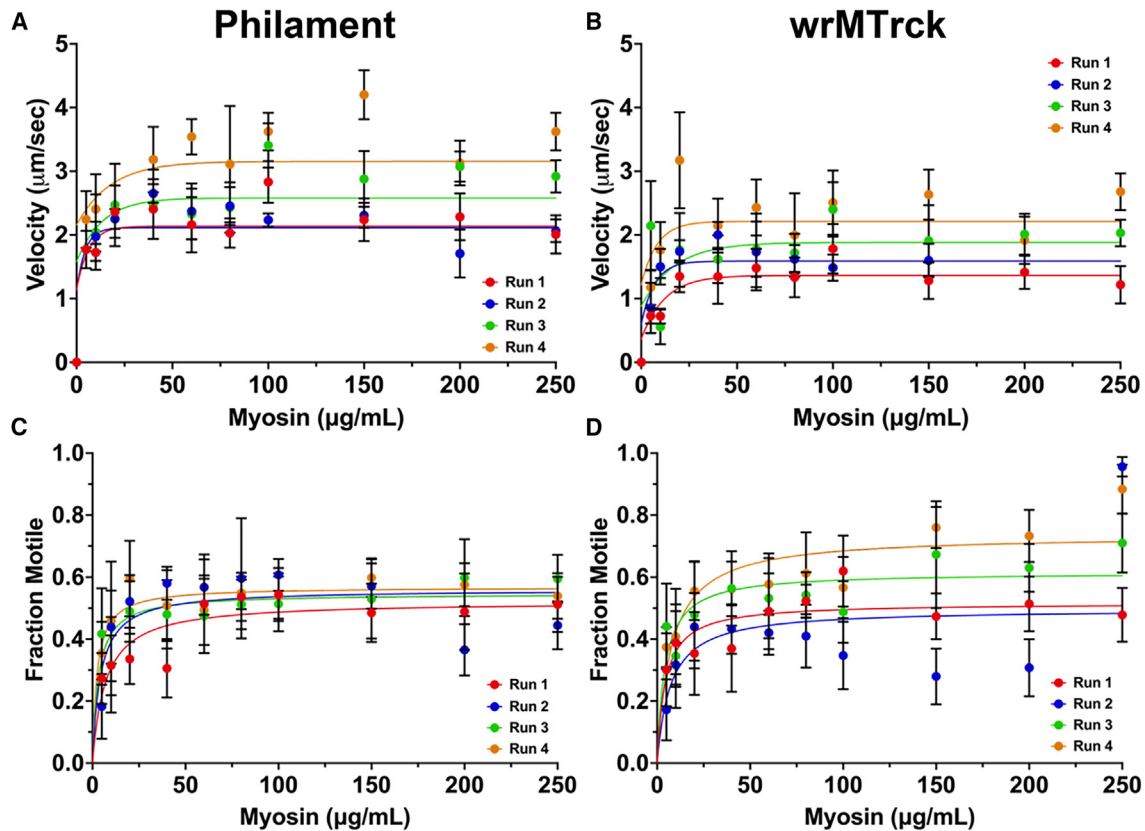 Philament
wrMTrck
A
B
5
4
3
2
1
0
Velocity (µm/sec)
0 50 100 150 200 250
Myosin (µg/mL)
Run 1
Run 2
Run 3
Run 4
5
4
3
2
1
0
Velocity (µm/sec)
0 50 100 150 200 250
Myosin (µg/mL)
Run 1
Run 2
Run 3
Run 4
C
D
1.0
0.8
0.6
0.4
0.2
0.0
Fraction Motile
0 50 100 150 200 250
Myosin (µg/mL)
Run 1
Run 2
Run 3
Run 4
1.0
0.8
0.6
0.4
0.2
0.0
Fraction Motile
0 50 100 150 200 250
Myosin (µg/mL)
Run 1
Run 2
Run 3
Run 4